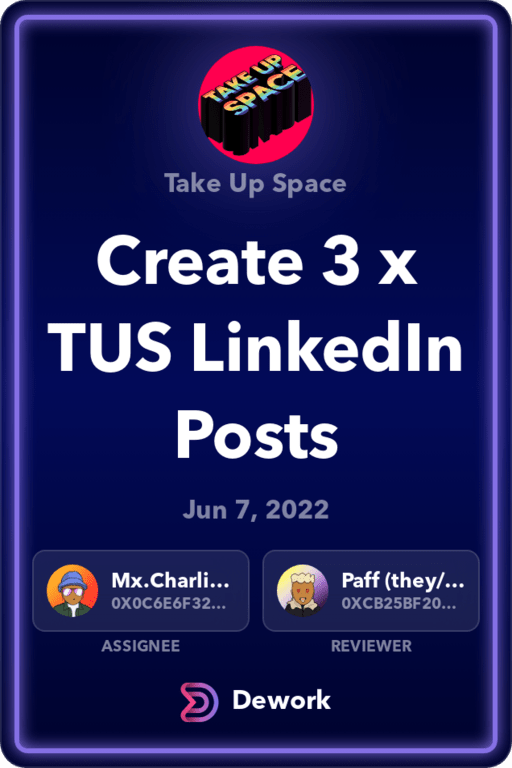 TAKE UP
SPACE
Take Up Space
Create 3 x
TUS LinkedIn
Posts
Jun 7, 2022
Mx.Charli...
0X0C6E6F32...
Paff (they/...
0XCB25BF20...
ASSIGNEE
REVIEWER
Dework